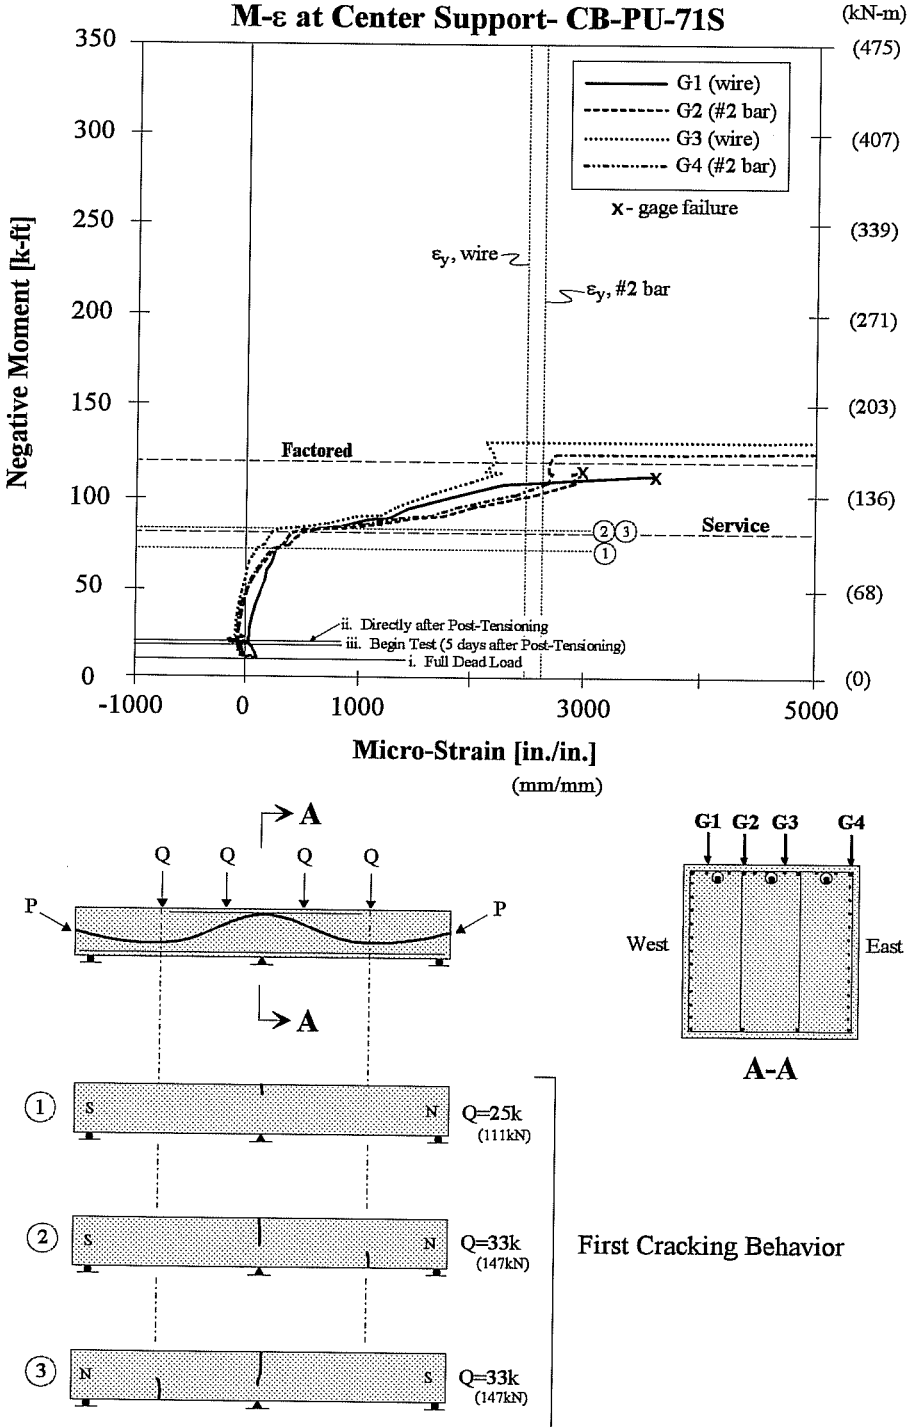 M-ε at Center Support- CB-PU-71S
(kN-m)
350
300
250
200
150
100
50
0
Negative Moment [k-ft]
(475)
(407)
(339)
(271)
(203)
(136)
(68)
(0)
G1 (wire)
G2 (#2 bar)
G3 (wire)
G4 (#2 bar)
x - gage failure
εy, wire
εy, #2 bar
Factored
Service
2 3
1
ii. Directly after Post-Tensioning
iii. Begin Test (5 days after Post-Tensioning)
i. Full Dead Load
-1000 0 1000 3000 5000
Micro-Strain [in./in.]
(mm/mm)
A
Q Q Q Q
P P
A
G1 G2 G3 G4
West East
A-A
1 S N Q=25k
(111kN)
2 S N Q=33k
(147kN)
First Cracking Behavior
3 N S Q=33k
(147kN)